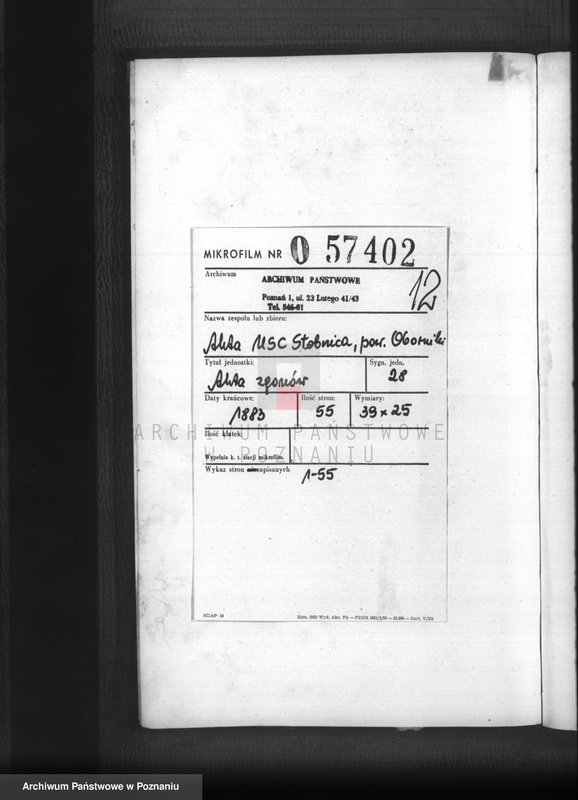 MIKROFILM NR O 57402
Archiwum
ARCHIWUM PAŃSTWOWE
Poznań 1, ul. 23 Lutego 41/43
Tel. 546-01
12
Nazwa zespołu lub zbioru:
Akta USC Stobnica, pow. Oborniki
Tytuł jednostki:
Sygn. jedn.
Akta zgonów
28
Daty krańcowe:
Ilość stron:
Wymiary:
1883
55
39 x 25
ARCHIWUM PAŃSTWOWE
W POZNANIU
Ilość klatek:
Wypełnia k. t. stacji mikrofilm.
Wykaz stron zapisanych
1-55
NDAP
Archiwum Państwowe w Poznaniu